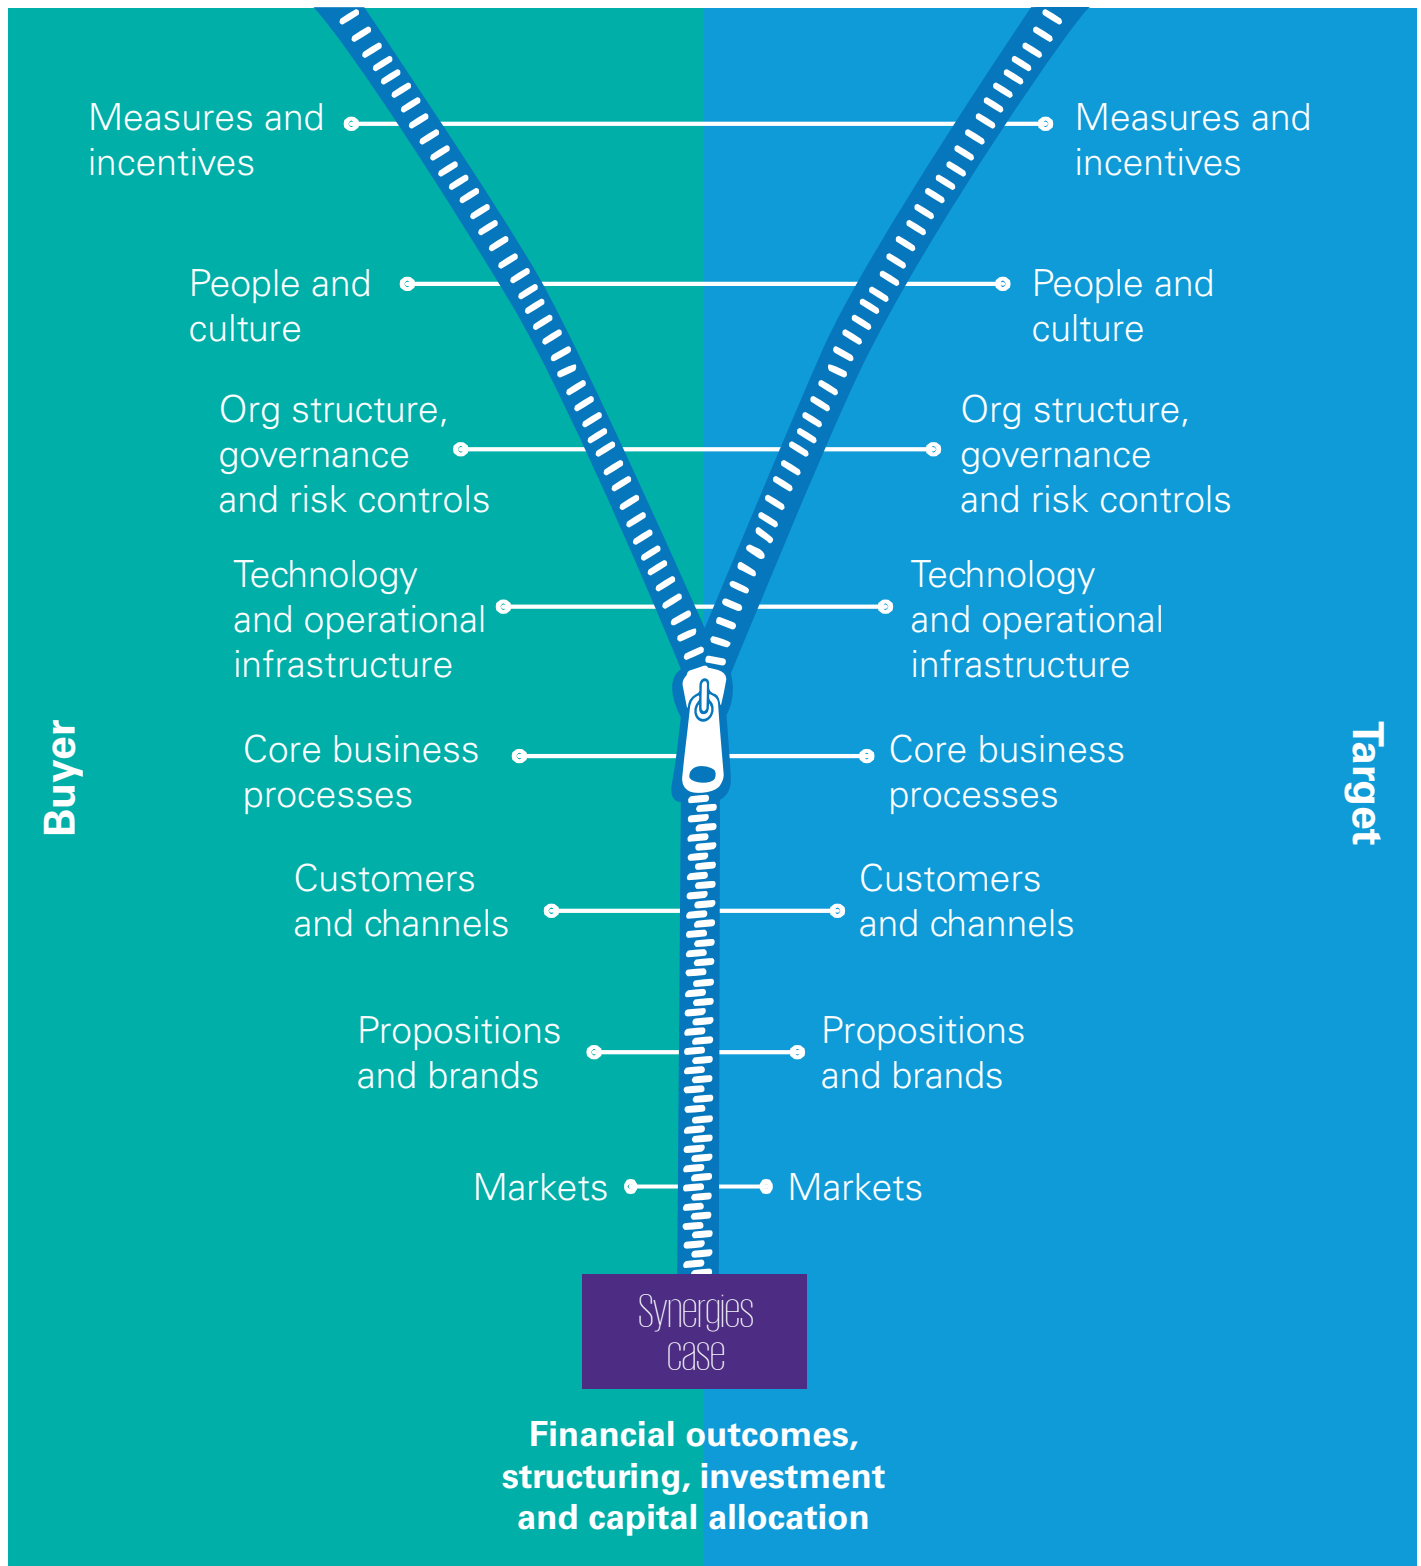 Measures and
incentives
Measures and
incentives
People and
culture
People and
culture
Org structure,
governance
and risk controls
Org structure,
governance
and risk controls
Technology
and operational
infrastructure
Technology
and operational
infrastructure
Buyer
Target
Core business
processes
Core business
processes
Customers
and channels
Customers
and channels
Propositions
and brands
Propositions
and brands
Markets
Markets
Synergies
case
Financial outcomes,
structuring, investment
and capital allocation